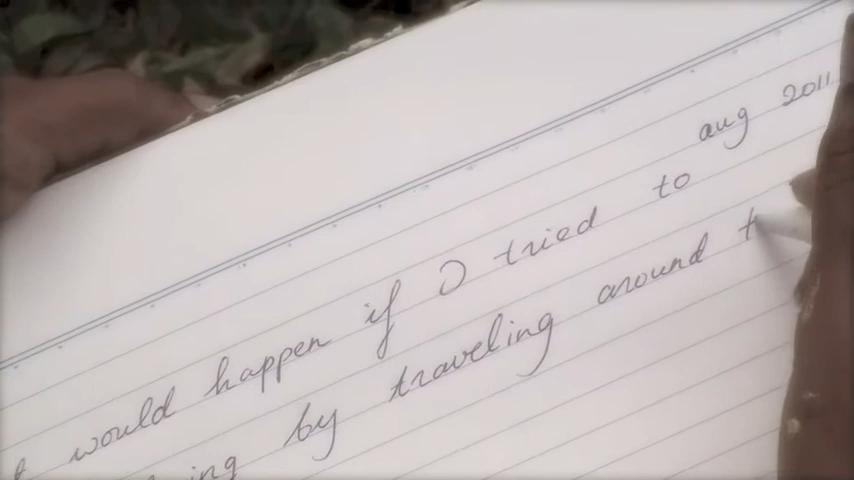 aug 2011
would happen if I tried to
by traveling around